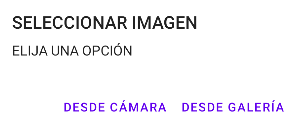 SELECCIONAR IMAGEN
ELIJA UNA OPCIÓN
DESDE CÁMARA DESDE GALERÍA